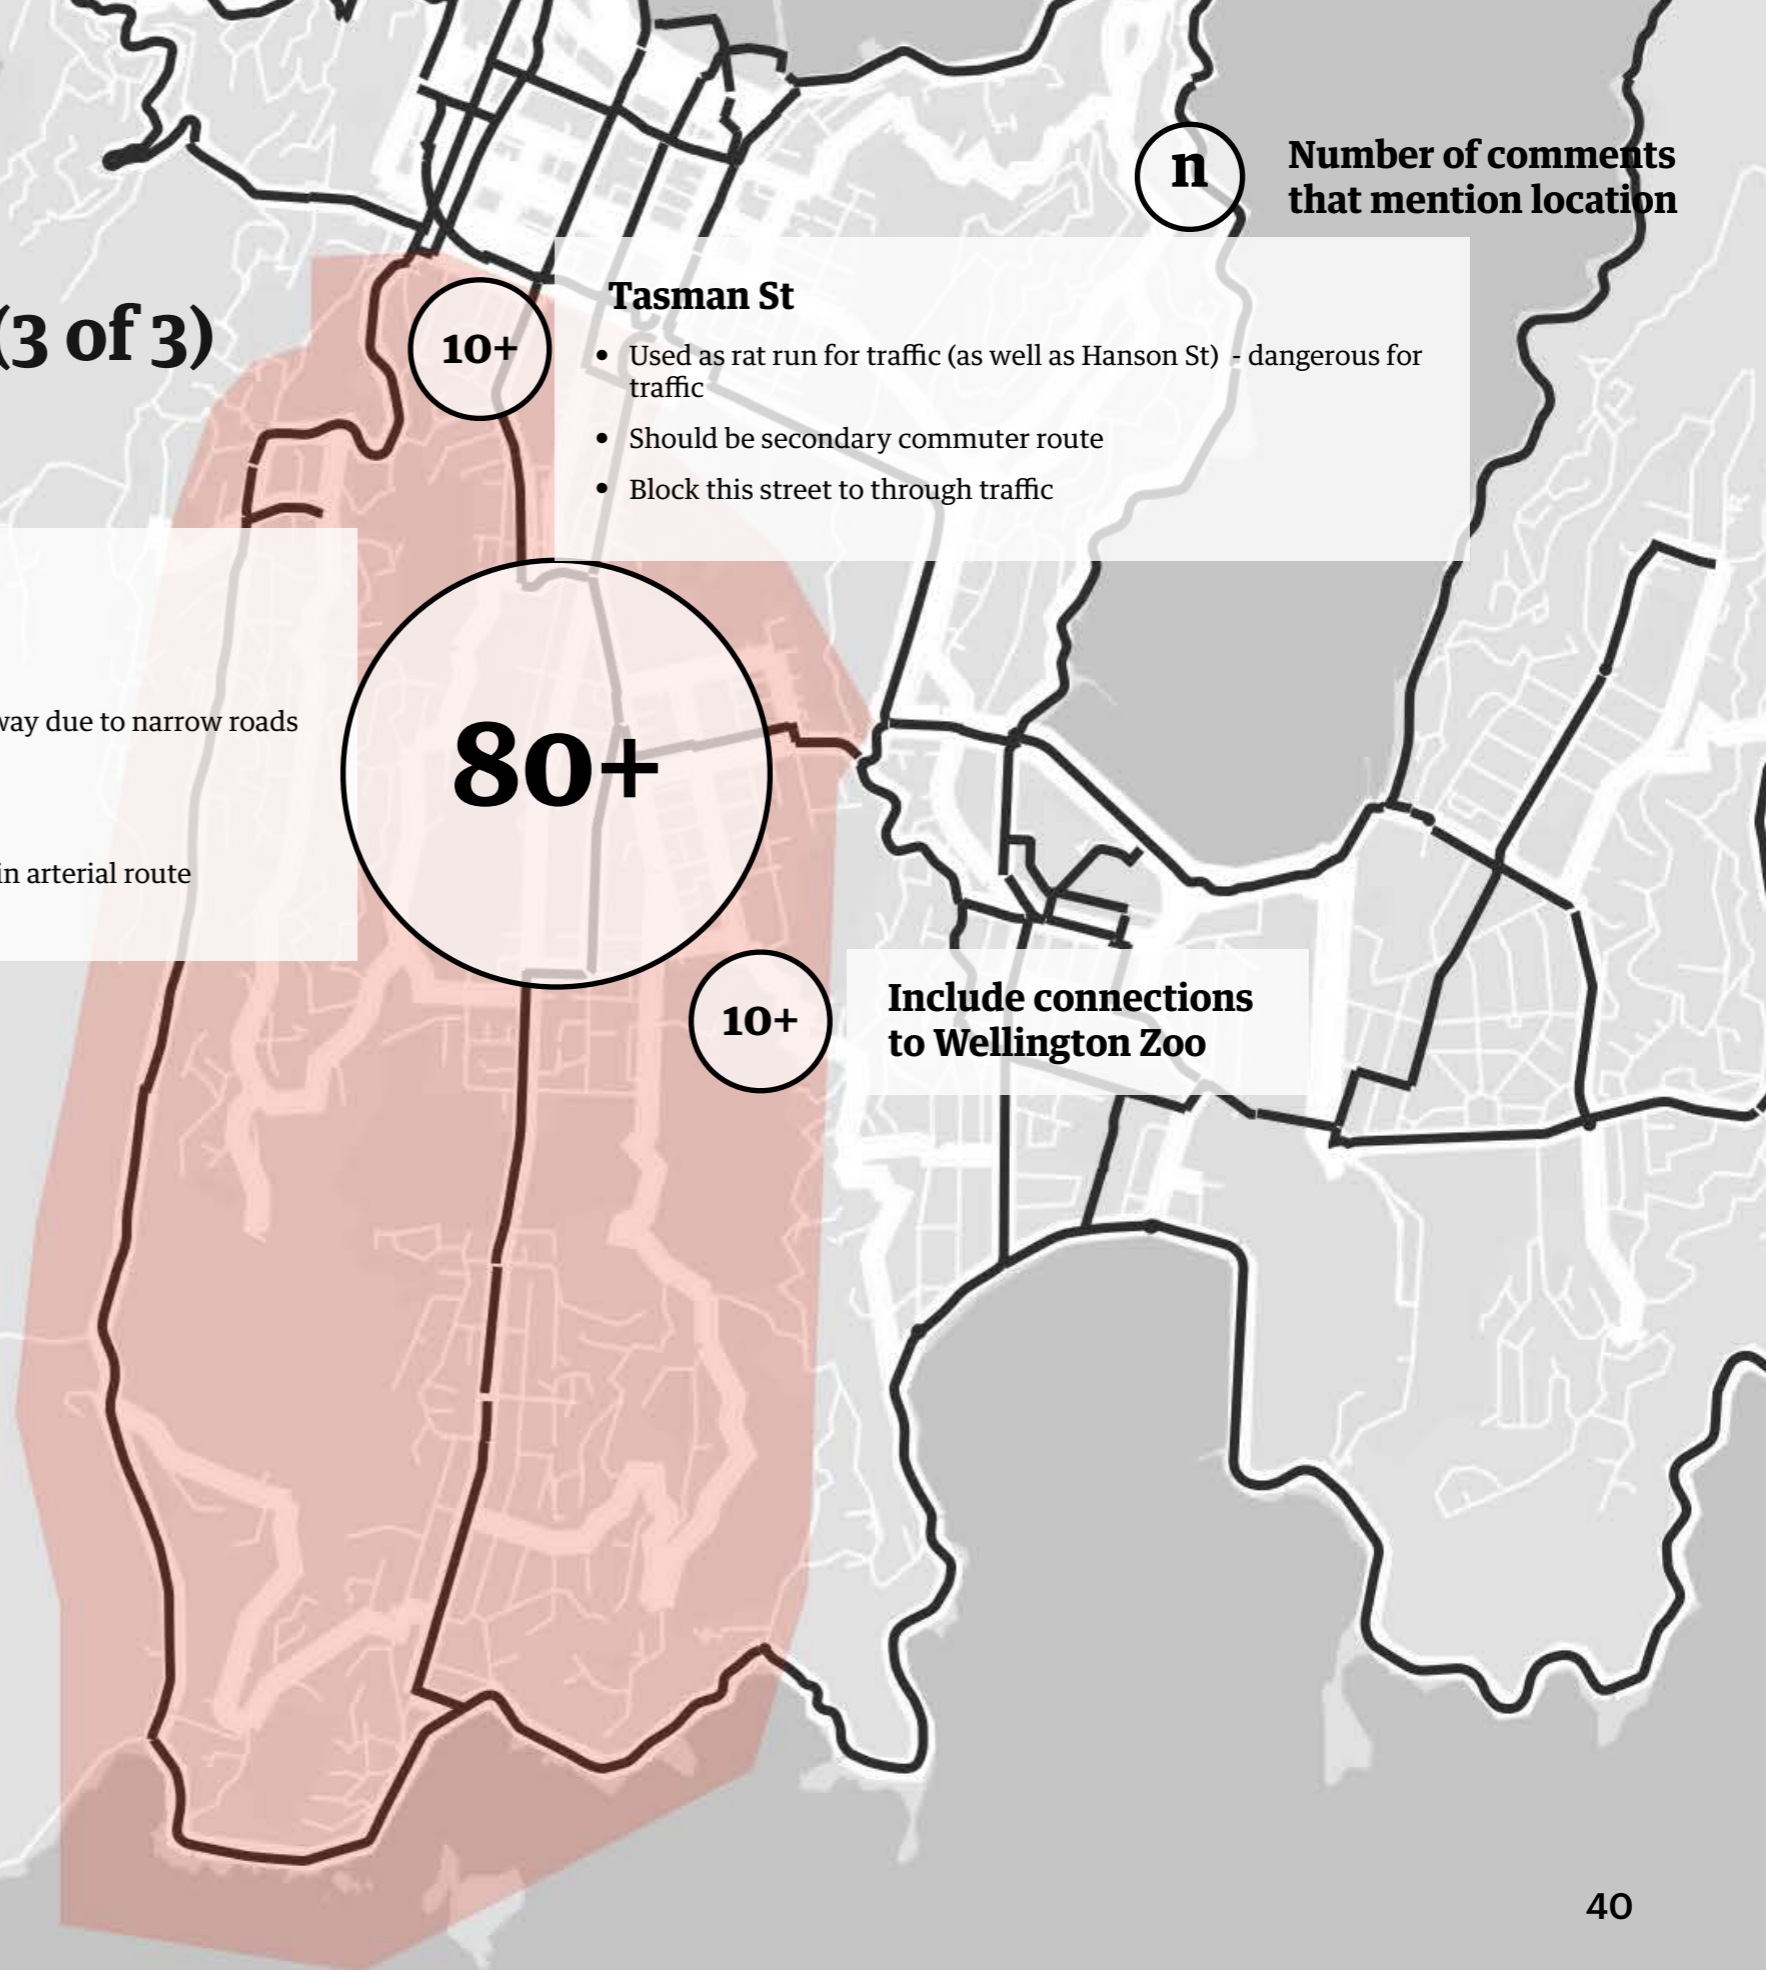 n
Number of comments
that mention location
(3 of 3)
10+
Tasman St
• Used as rat run for traffic (as well as Hanson St) - dangerous for
traffic
• Should be secondary commuter route
• Block this street to through traffic
way due to narrow roads
in arterial route
80+
10+
Include connections
to Wellington Zoo
40